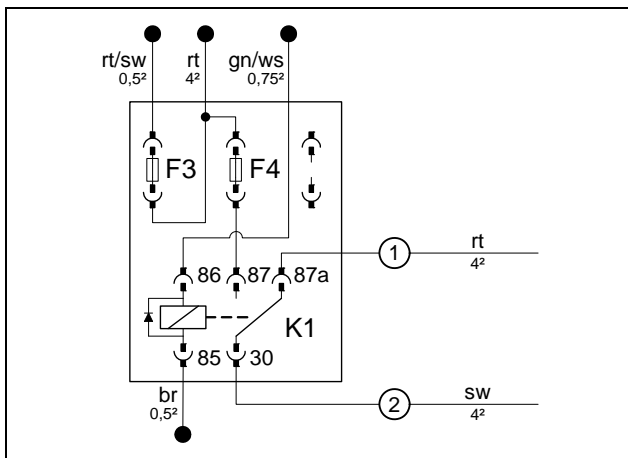 rt/sw rt gn/ws
0,5² 4² 0,75²
F3 F4
1 rt
4²
86 87 87a
K1
85 30
br
0,5²
2 sw
4²